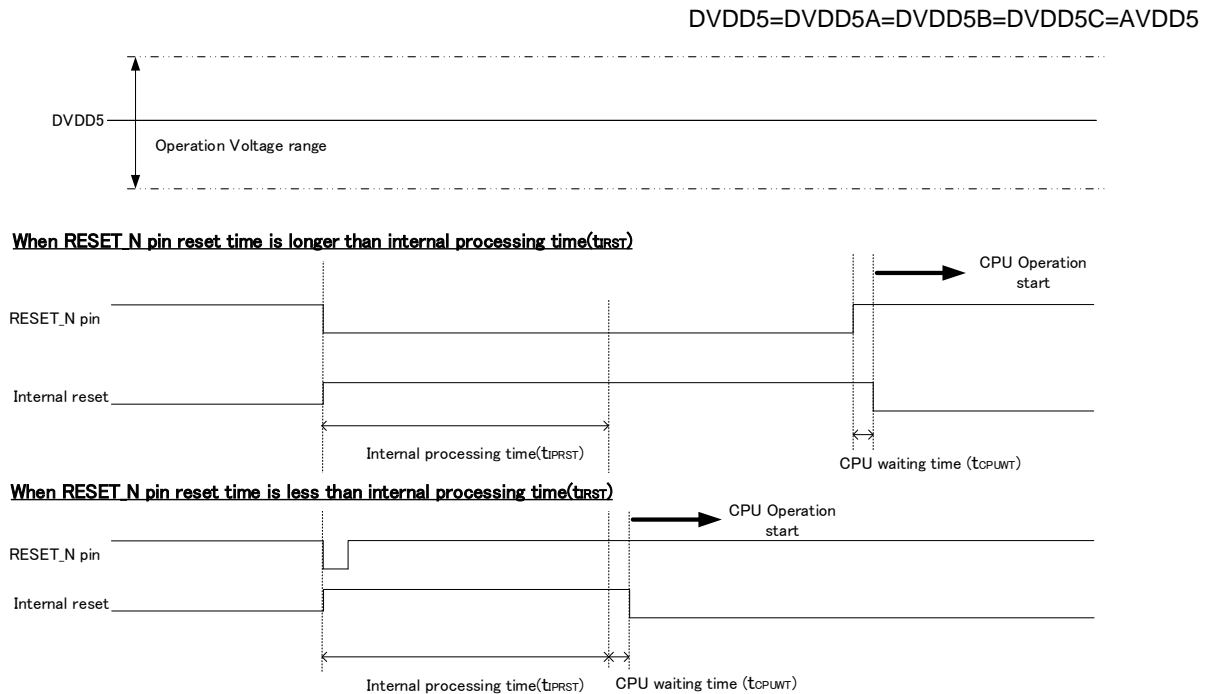 DVDD5=DVDD5A=DVDD5B=DVDD5C=AVDD5
DVDD5
Operation Voltage range
When RESET_N pin reset time is longer than internal processing time(tIRST)
CPU Operation
start
RESET_N pin
Internal reset
Internal processing time(tIPRST)
CPU waiting time (tCPUWT)
When RESET_N pin reset time is less than internal processing time(tIRST)
CPU Operation
start
RESET_N pin
Internal reset
Internal processing time(tIPRST)
CPU waiting time (tCPUWT)